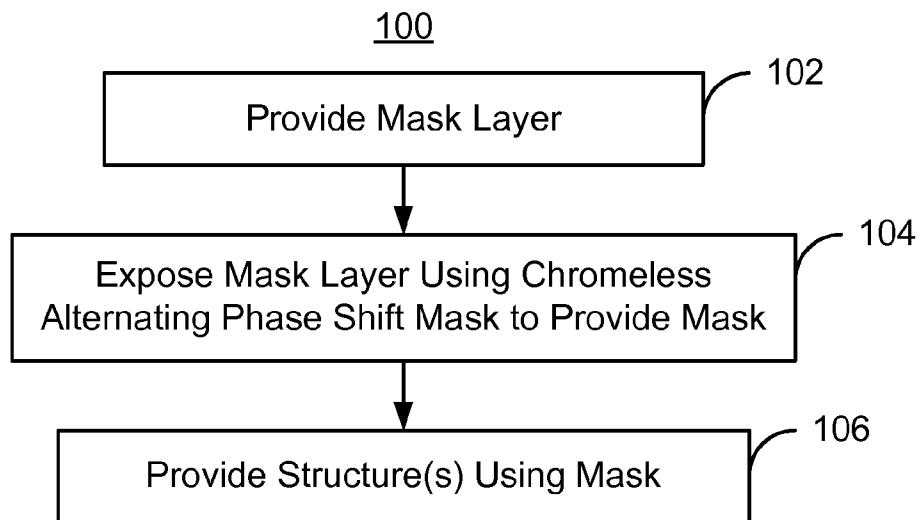 100
102
Provide Mask Layer
104
Expose Mask Layer Using Chromeless
Alternating Phase Shift Mask to Provide Mask
106
Provide Structure(s) Using Mask